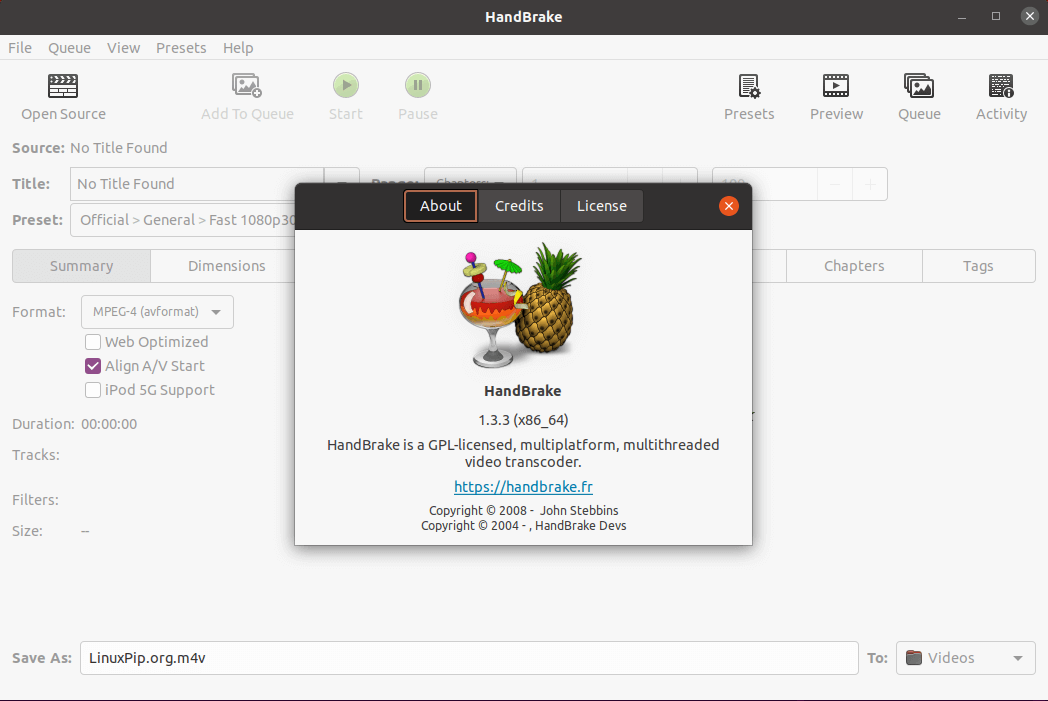 HandBrake
File Queue View Presets Help
Open Source Add To Queue Start Pause Presets Preview Queue Activity
Source: No Title Found
Title: No Title Found Range: Chapters: 1 100
Preset: Official > General > Fast 1080p30
About Credits License
Summary Dimensions Chapters Tags
Format: MPEG-4 (avformat)
Web Optimized
Align A/V Start
iPod 5G Support
Duration: 00:00:00
Tracks:
Filters:
Size: --
HandBrake
1.3.3 (x86_64)
HandBrake is a GPL-licensed, multiplatform, multithreaded
video transcoder.
https://handbrake.fr
Copyright © 2008 - John Stebbins
Copyright © 2004 - , HandBrake Devs
Save As: LinuxPip.org.m4v To: Videos